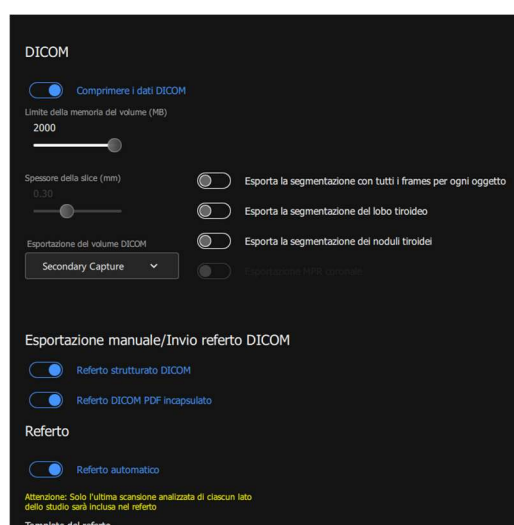 DICOM
Comprimere i dati DICOM
Limite della memoria del volume (MB)
2000
Spessore della slice (mm)
0.30
Esporta la segmentazione con tutti i frames per ogni oggetto
Esporta la segmentazione del lobo tiroideo
Esportazione del volume DICOM
Esporta la segmentazione dei noduli tiroidei
Secondary Capture
Esportazione manuale/Invio referto DICOM
Referto strutturato DICOM
Referto DICOM PDF incapsulato
Referto
Referto automatico
Attenzione: Solo l'ultima scansione analizzata di ciascun lato
dello studio sarà inclusa nel referto
Template del referto